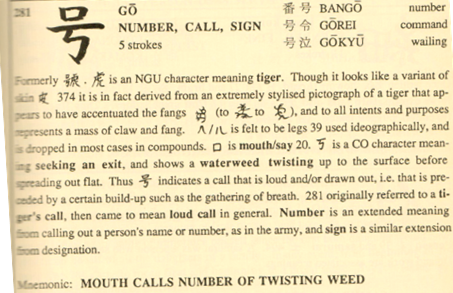 281 号 GŌ 番号 BANGŌ number
NUMBER, CALL, SIGN 号令 GŌREI command
5 strokes 号泣 GŌKYŪ wailing
Formerly 號. 虎 is an NGU character meaning tiger. Though it looks like a variant of
skin 皮 374 it is in fact derived from an extremely stylised pictograph of a tiger that ap-
pears to have accentuated the fangs (to to ), and to all intents and purposes
represents a mass of claw and fang. 八/儿 is felt to be legs 39 used ideographically, and
is dropped in most cases in compounds. 口 is mouth/say 20. 丂 is a CO character mean-
ing seeking an exit, and shows a waterweed twisting up to the surface before
spreading out flat. Thus 号 indicates a call that is loud and/or drawn out, i.e. that is pre-
ceded by a certain build-up such as the gathering of breath. 281 originally referred to a ti-
ger's call, then came to mean loud call in general. Number is an extended meaning
from calling out a person's name or number, as in the army, and sign is a similar extension
from designation.
Mnemonic: MOUTH CALLS NUMBER OF TWISTING WEED